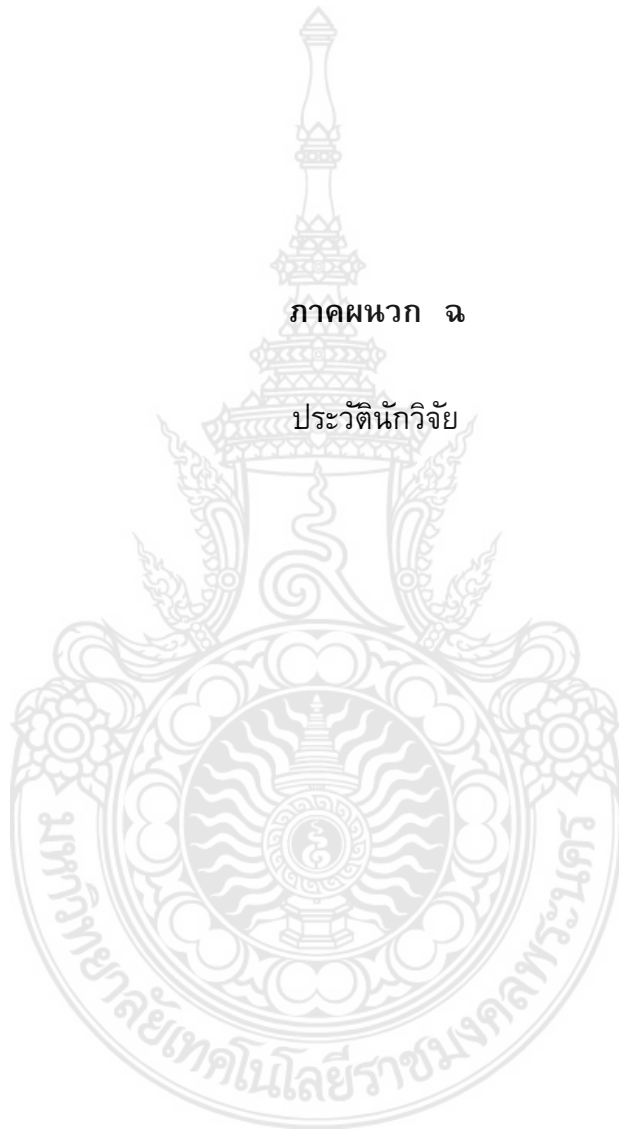 ภาคผนวก ฉ
ประวัตินักวิจัย
มหาวิทยาลัยเทคโนโลยีราชมงคลพระนคร